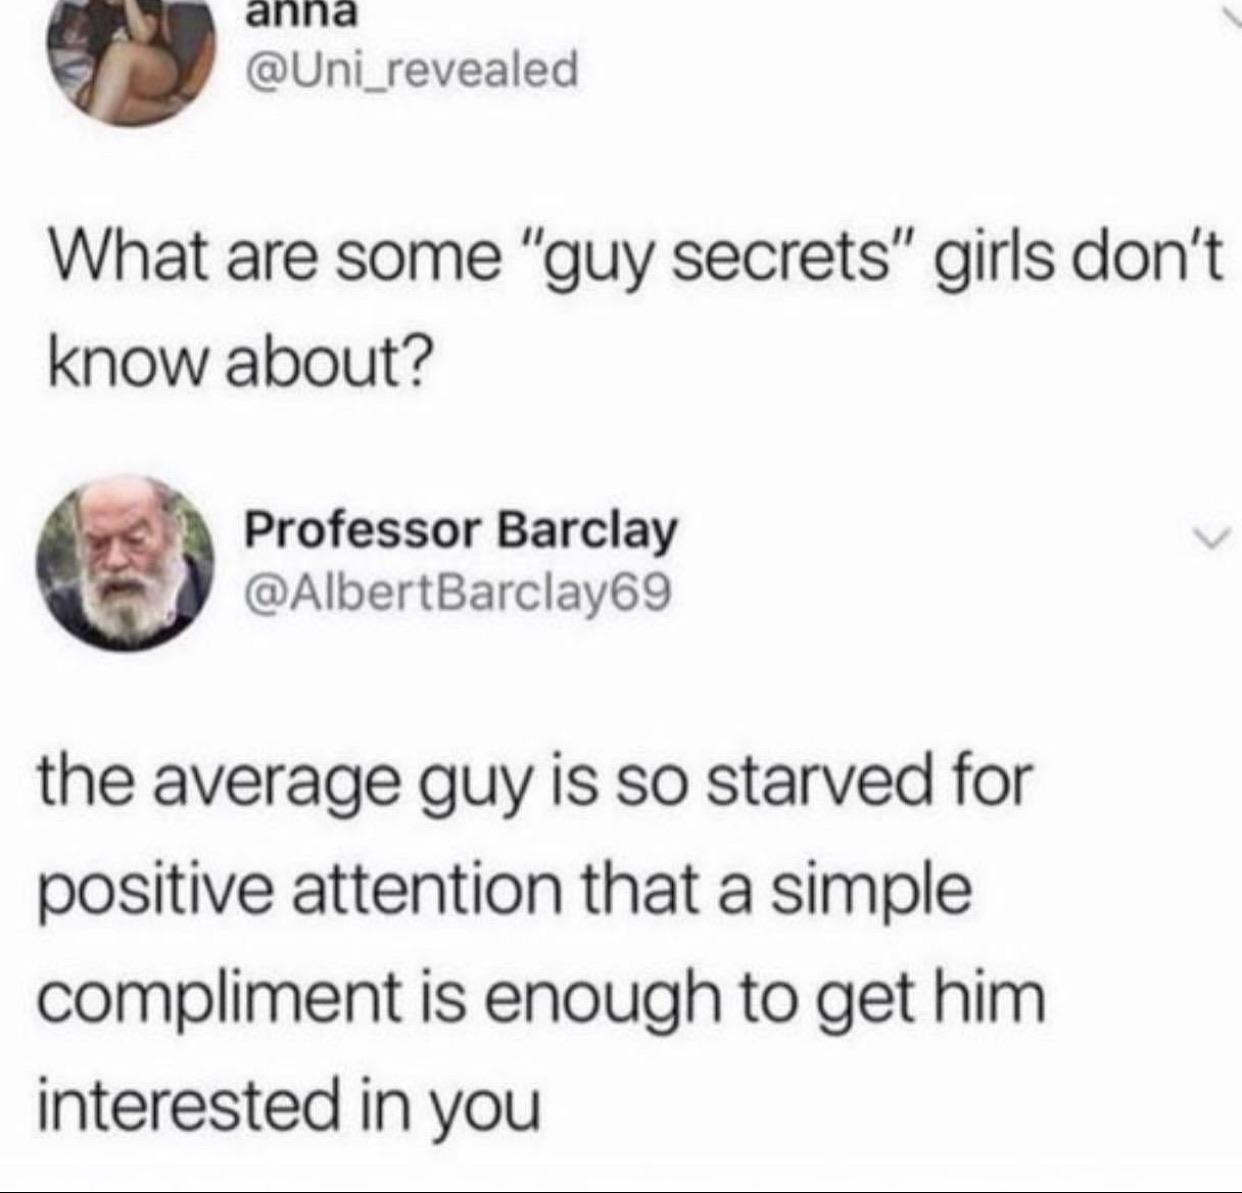 anna
@Uni_revealed
What are some "guy secrets" girls don't
know about?
Professor Barclay
@AlbertBarclay69
the average guy is so starved for
positive attention that a simple
compliment is enough to get him
interested in you